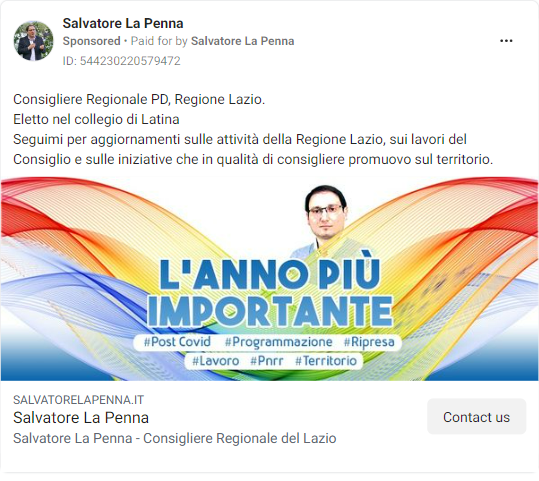 Salvatore La Penna
Sponsored • Paid for by Salvatore La Penna
ID: 544230220579472
Consigliere Regionale PD, Regione Lazio.
Eletto nel collegio di Latina
Seguimi per aggiornamenti sulle attività della Regione Lazio, sui lavori del
Consiglio e sulle iniziative che in qualità di consigliere promuovo sul territorio.
L'ANNO PIÙ
IMPORTANTE
#Post Covid #Programmazione #Ripresa
#Lavoro #Pnrr #Territorio
SALVATORELAPENNA.IT
Salvatore La Penna
Salvatore La Penna - Consigliere Regionale del Lazio
Contact us